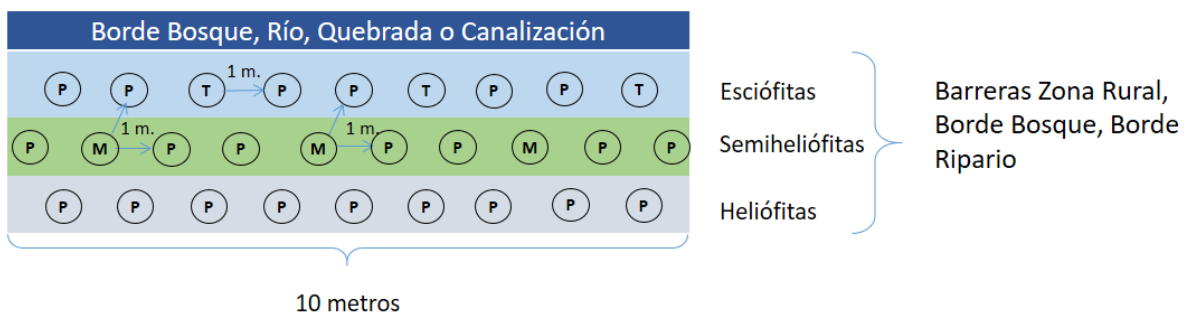 Borde Bosque, Río, Quebrada o Canalización
P P T 1 m. P P T P P T
Esciófitas
P M 1 m. P P M 1 m. P P M P P
Semiheliófitas
P P P P P P P P P
Heliófitas
Barreras Zona Rural,
Borde Bosque, Borde
Ripario
10 metros